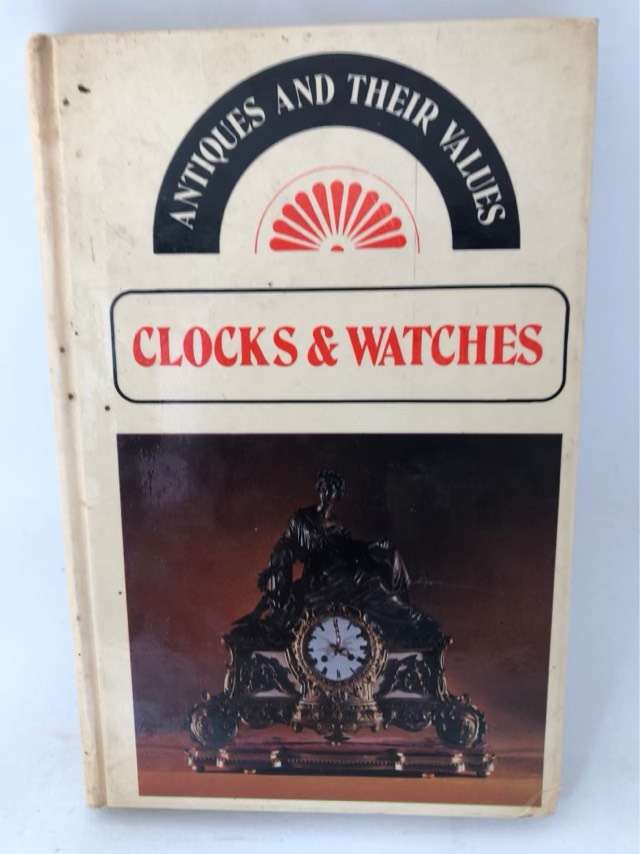 ANTIQUES AND THEIR VALUES
CLOCKS & WATCHES